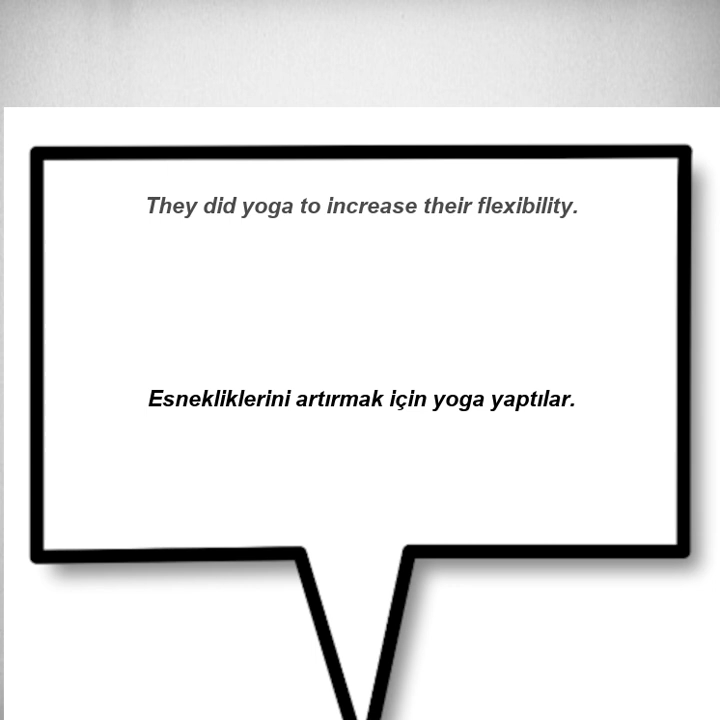 They did yoga to increase their flexibility.
Esnekliklerini artırmak için yoga yaptılar.